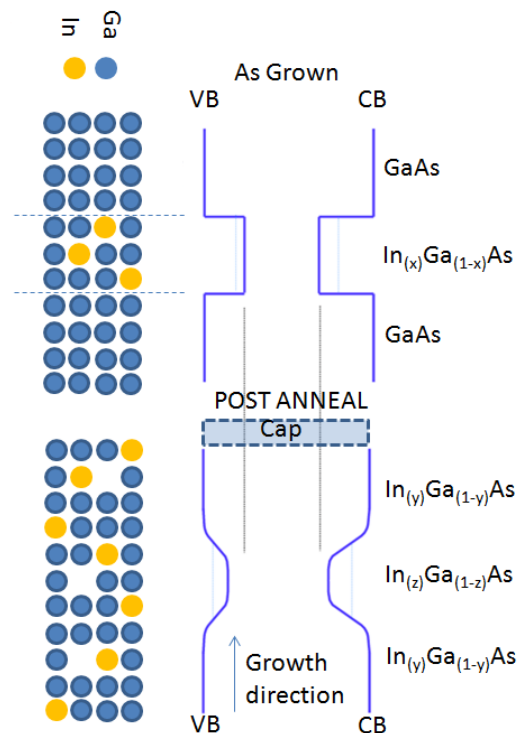 In Ga
As Grown
VB CB
GaAs
In(x)Ga(1-x)As
GaAs
POST ANNEAL
Cap
In(y)Ga(1-y)As
In(z)Ga(1-z)As
In(y)Ga(1-y)As
Growth
direction
VB CB